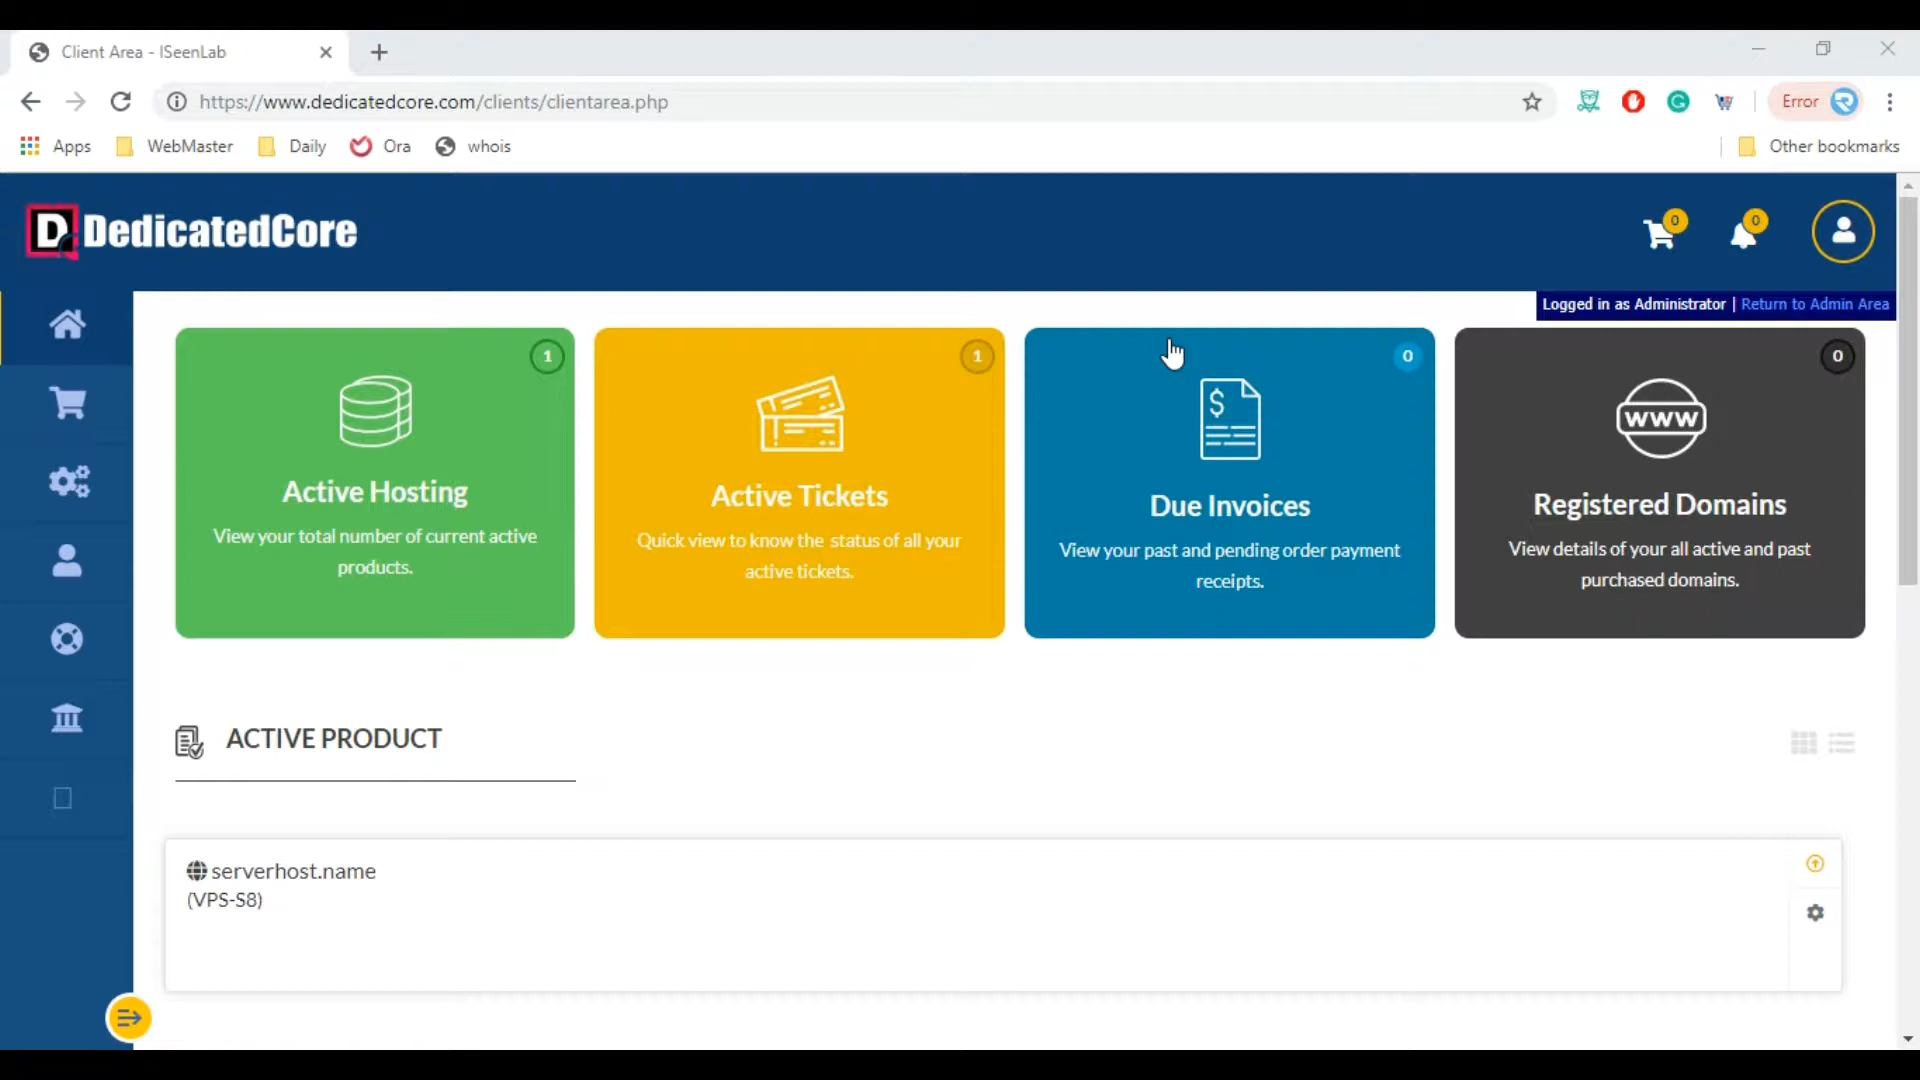 Client Area - ISeenLab
https://www.dedicatedcore.com/clients/clientarea.php
Error
Apps
WebMaster
Daily
Ora
whois
Other bookmarks
D DedicatedCore
0
0
Logged in as Administrator | Return to Admin Area
1
Active Hosting
View your total number of current active
products.
1
Active Tickets
Quick view to know the status of all your
active tickets.
0
$
Due Invoices
View your past and pending order payment
receipts.
0
WWW
Registered Domains
View details of your all active and past
purchased domains.
ACTIVE PRODUCT
serverhost.name
(VPS-S8)